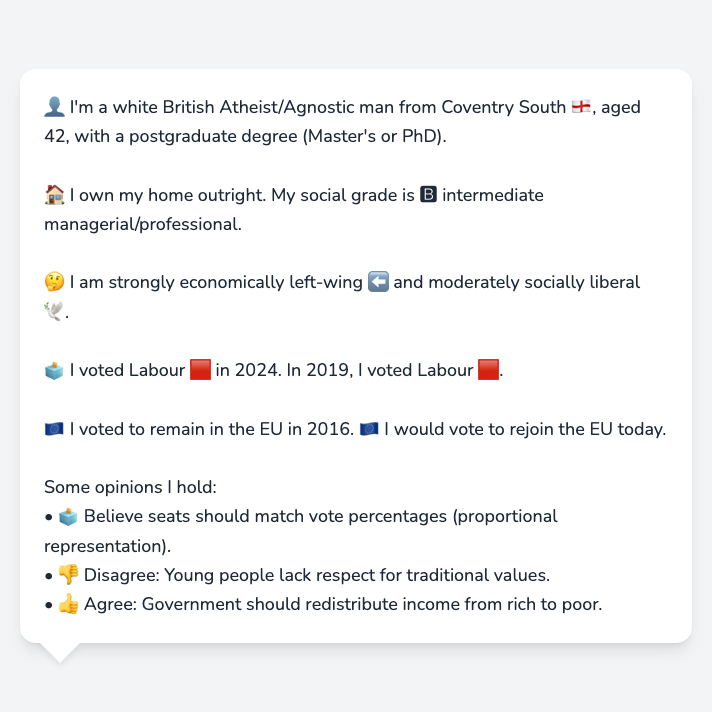 👤 I'm a white British Atheist/Agnostic man from Coventry South 🏴󠁧󠁢󠁥󠁮󠁧󠁿, aged
42, with a postgraduate degree (Master's or PhD).
🏠 I own my home outright. My social grade is 🅱 intermediate
managerial/professional.
🤔 I am strongly economically left-wing ⬅️ and moderately socially liberal
🕊️.
🗳️ I voted Labour 🟥 in 2024. In 2019, I voted Labour 🟥.
🇪🇺 I voted to remain in the EU in 2016. 🇪🇺 I would vote to rejoin the EU today.
Some opinions I hold:
• 🗳️ Believe seats should match vote percentages (proportional
representation).
• 👎 Disagree: Young people lack respect for traditional values.
• 👍 Agree: Government should redistribute income from rich to poor.